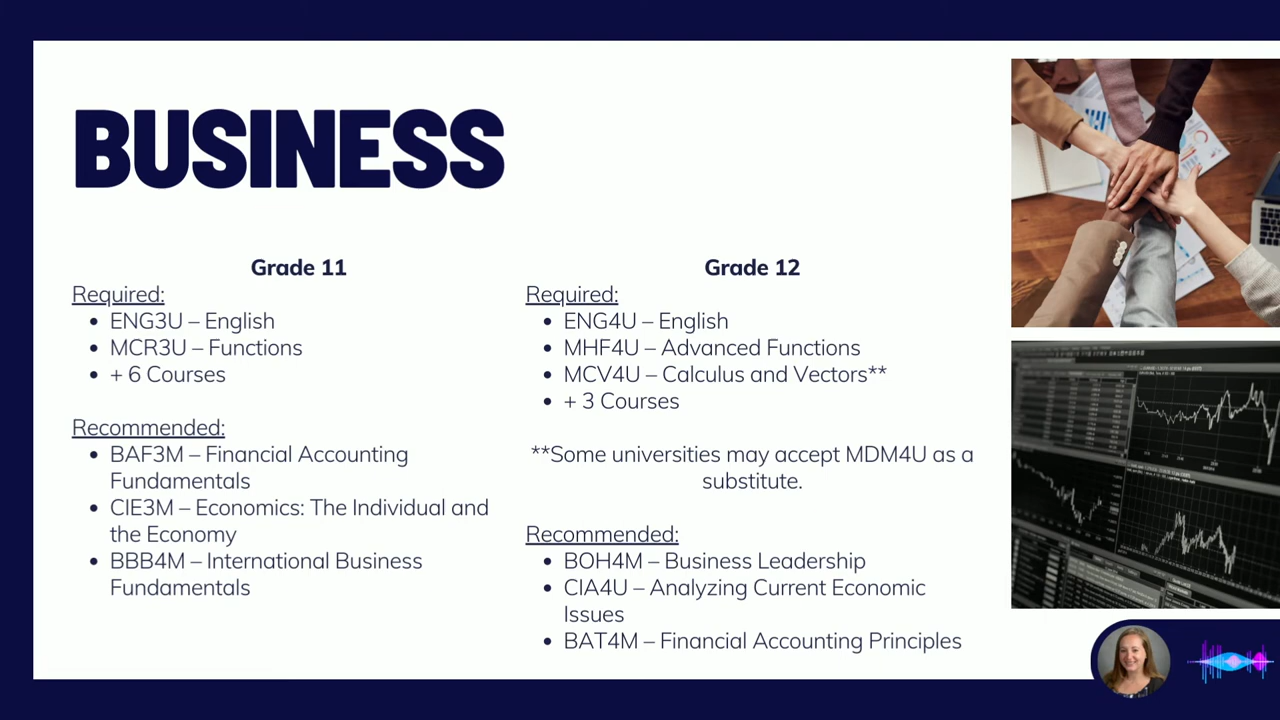 BUSINESS
Grade 11
Required:
• ENG3U – English
• MCR3U – Functions
• + 6 Courses
Recommended:
• BAF3M – Financial Accounting
Fundamentals
• CIE3M – Economics: The Individual and
the Economy
• BBB4M – International Business
Fundamentals
Grade 12
Required:
• ENG4U – English
• MHF4U – Advanced Functions
• MCV4U – Calculus and Vectors**
• + 3 Courses
**Some universities may accept MDM4U as a
substitute.
Recommended:
• BOH4M – Business Leadership
• CIA4U – Analyzing Current Economic
Issues
• BAT4M – Financial Accounting Principles